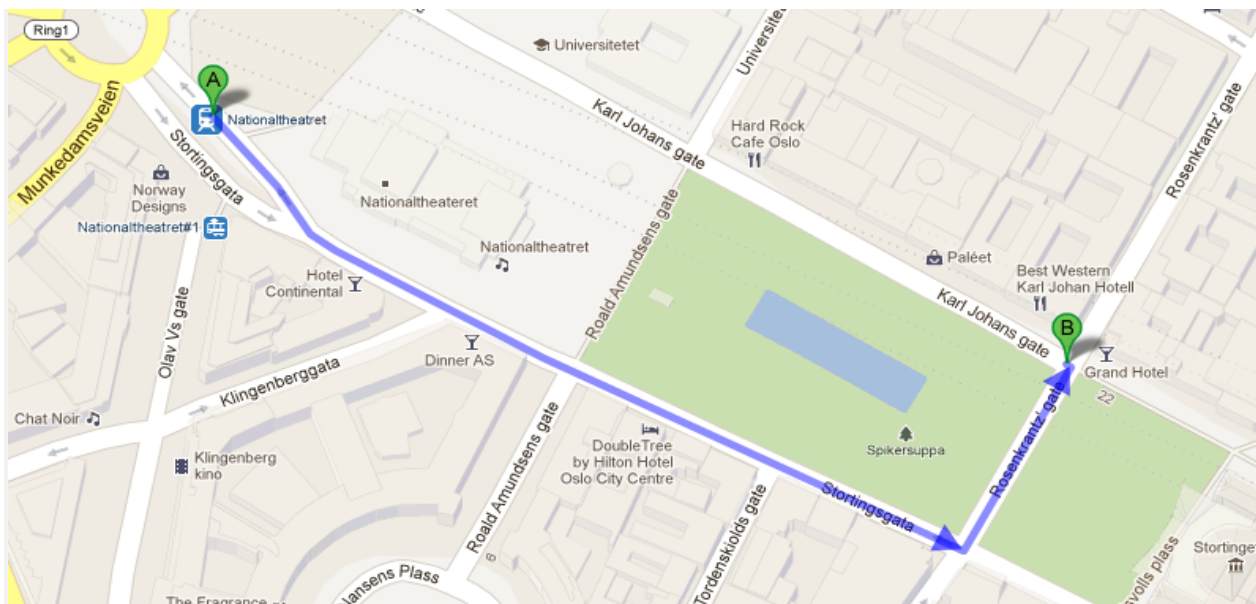 Ring1
A
Nationaltheatret
Munkedamsveien
Stortingsgata
Norway
Designs
Nationaltheatret#1
Universitetet
Karl Johans gate
Hard Rock
Cafe Oslo
Rosenkrantz' gate
Nationaltheateret
Nationaltheatret
Roald Amundsens gate
Hotel
Continental
Olav Vs gate
Dinner AS
Klingenberggata
Chat Noir
Klingenberg
kino
Paléet
Best Western
Karl Johan Hotell
Karl Johans gate
B
Grand Hotel
22
Rosenkrantz' gate
Spikersuppa
DoubleTree
by Hilton Hotel
Oslo City Centre
Roald Amundsens gate
6
Stortingsgata
Tordenskiolds gate
The Fragrance